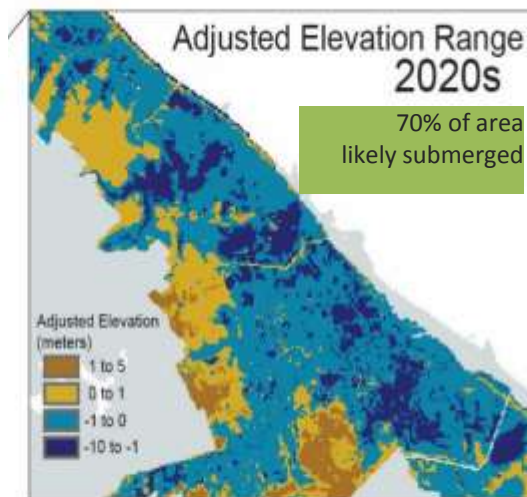 Adjusted Elevation Range
2020s
70% of area
likely submerged
Adjusted Elevation
(meters)
1 to 5
0 to 1
-1 to 0
-10 to -1